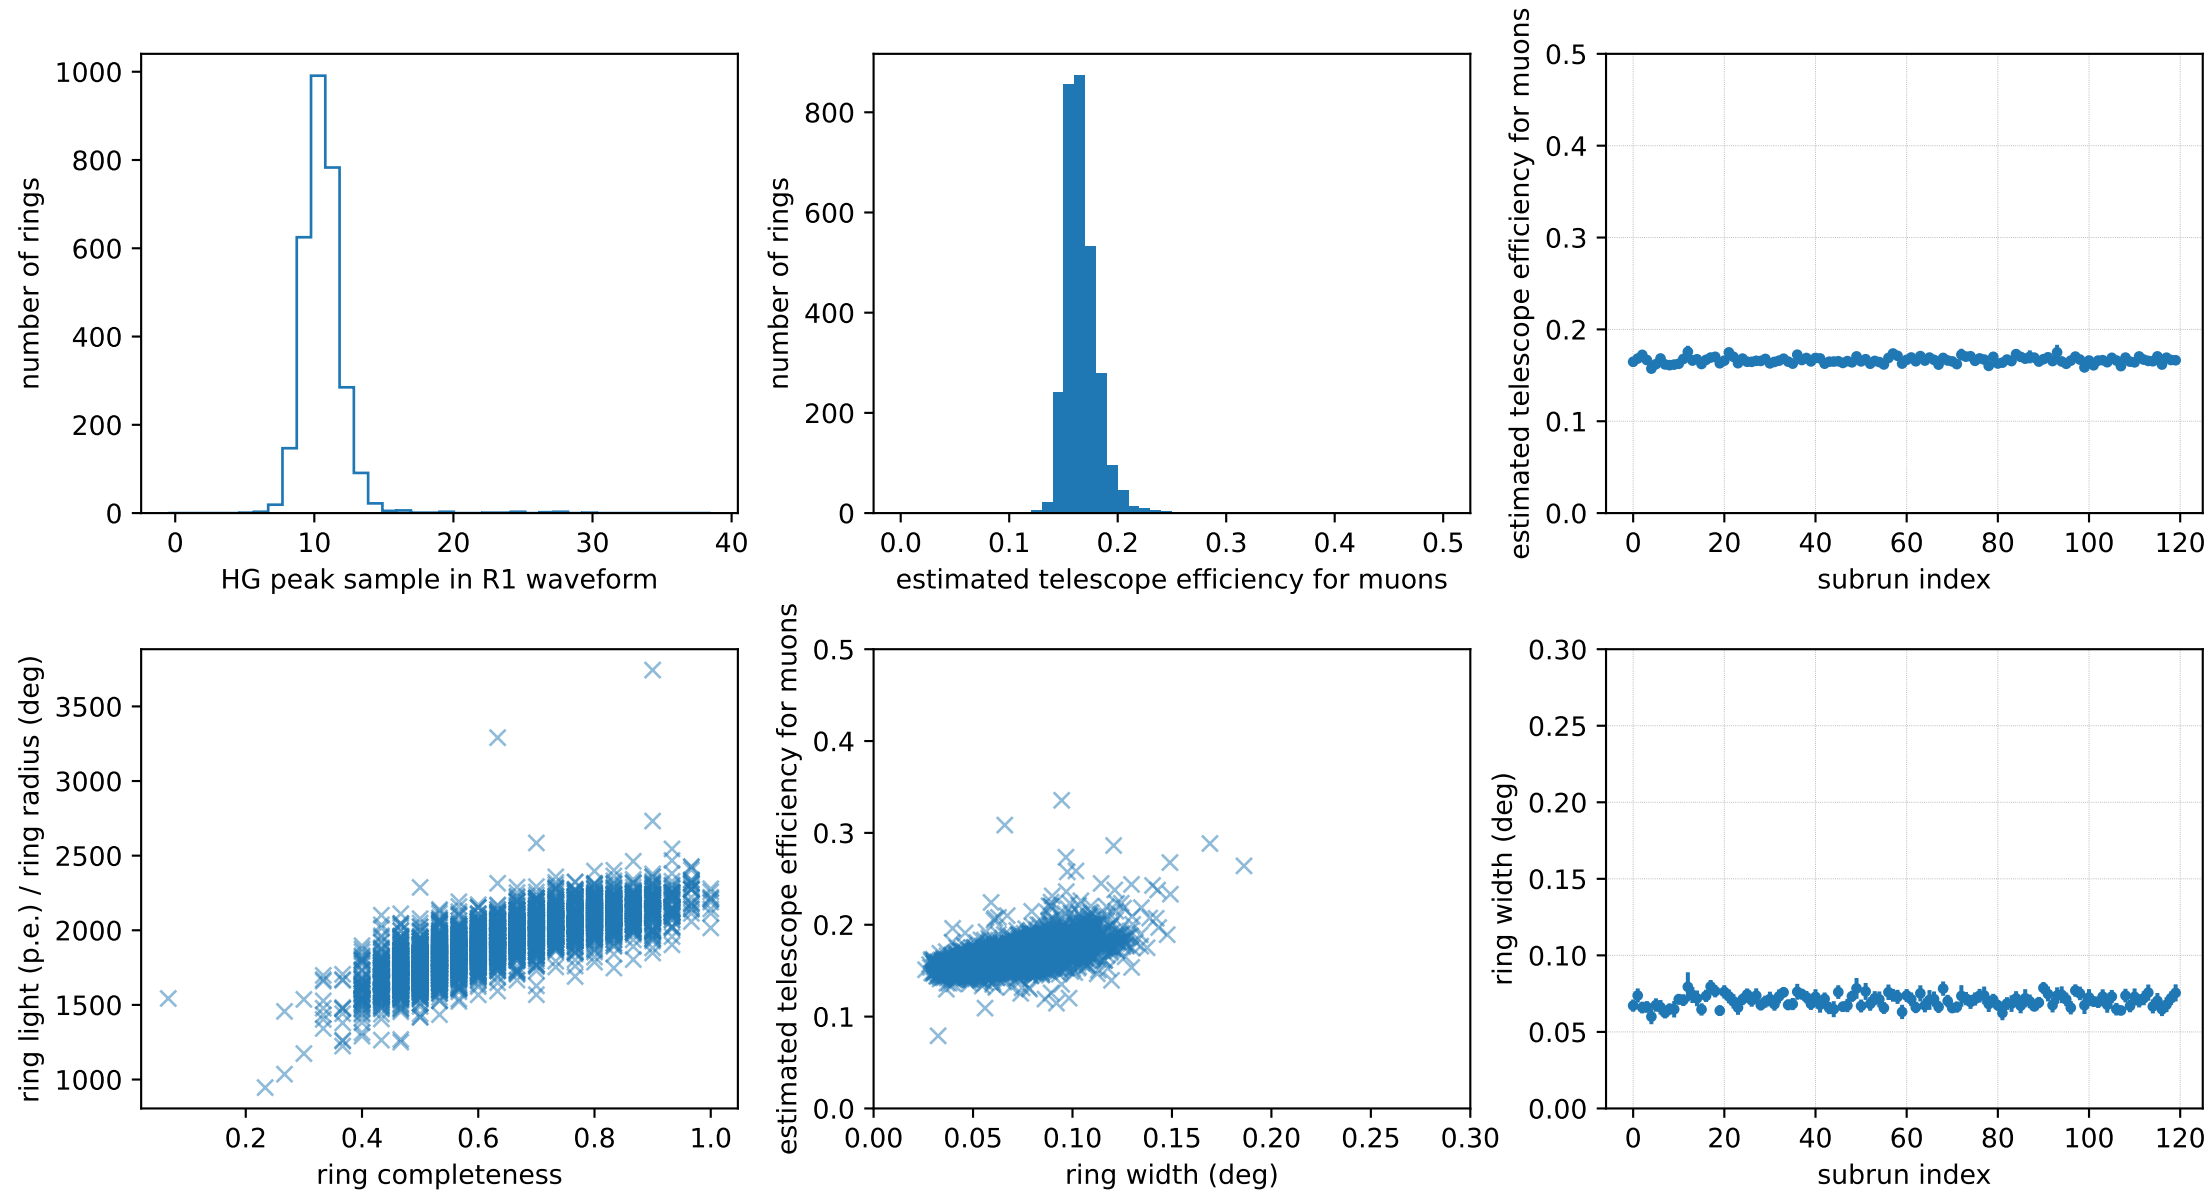 number of rings
1000
800
600
400
200
0
0 10 20 30 40
HG peak sample in R1 waveform
number of rings
800
600
400
200
0
0.0 0.1 0.2 0.3 0.4 0.5
estimated telescope efficiency for muons
estimated telescope efficiency for muons
0.5
0.4
0.3
0.2
0.1
0.0
0 20 40 60 80 100 120
subrun index
ring light (p.e.) / ring radius (deg)
3500
3000
2500
2000
1500
1000
0.2 0.4 0.6 0.8 1.0
ring completeness
estimated telescope efficiency for muons
0.5
0.4
0.3
0.2
0.1
0.0
0.00 0.05 0.10 0.15 0.20 0.25 0.30
ring width (deg)
ring width (deg)
0.30
0.25
0.20
0.15
0.10
0.05
0.00
0 20 40 60 80 100 120
subrun index